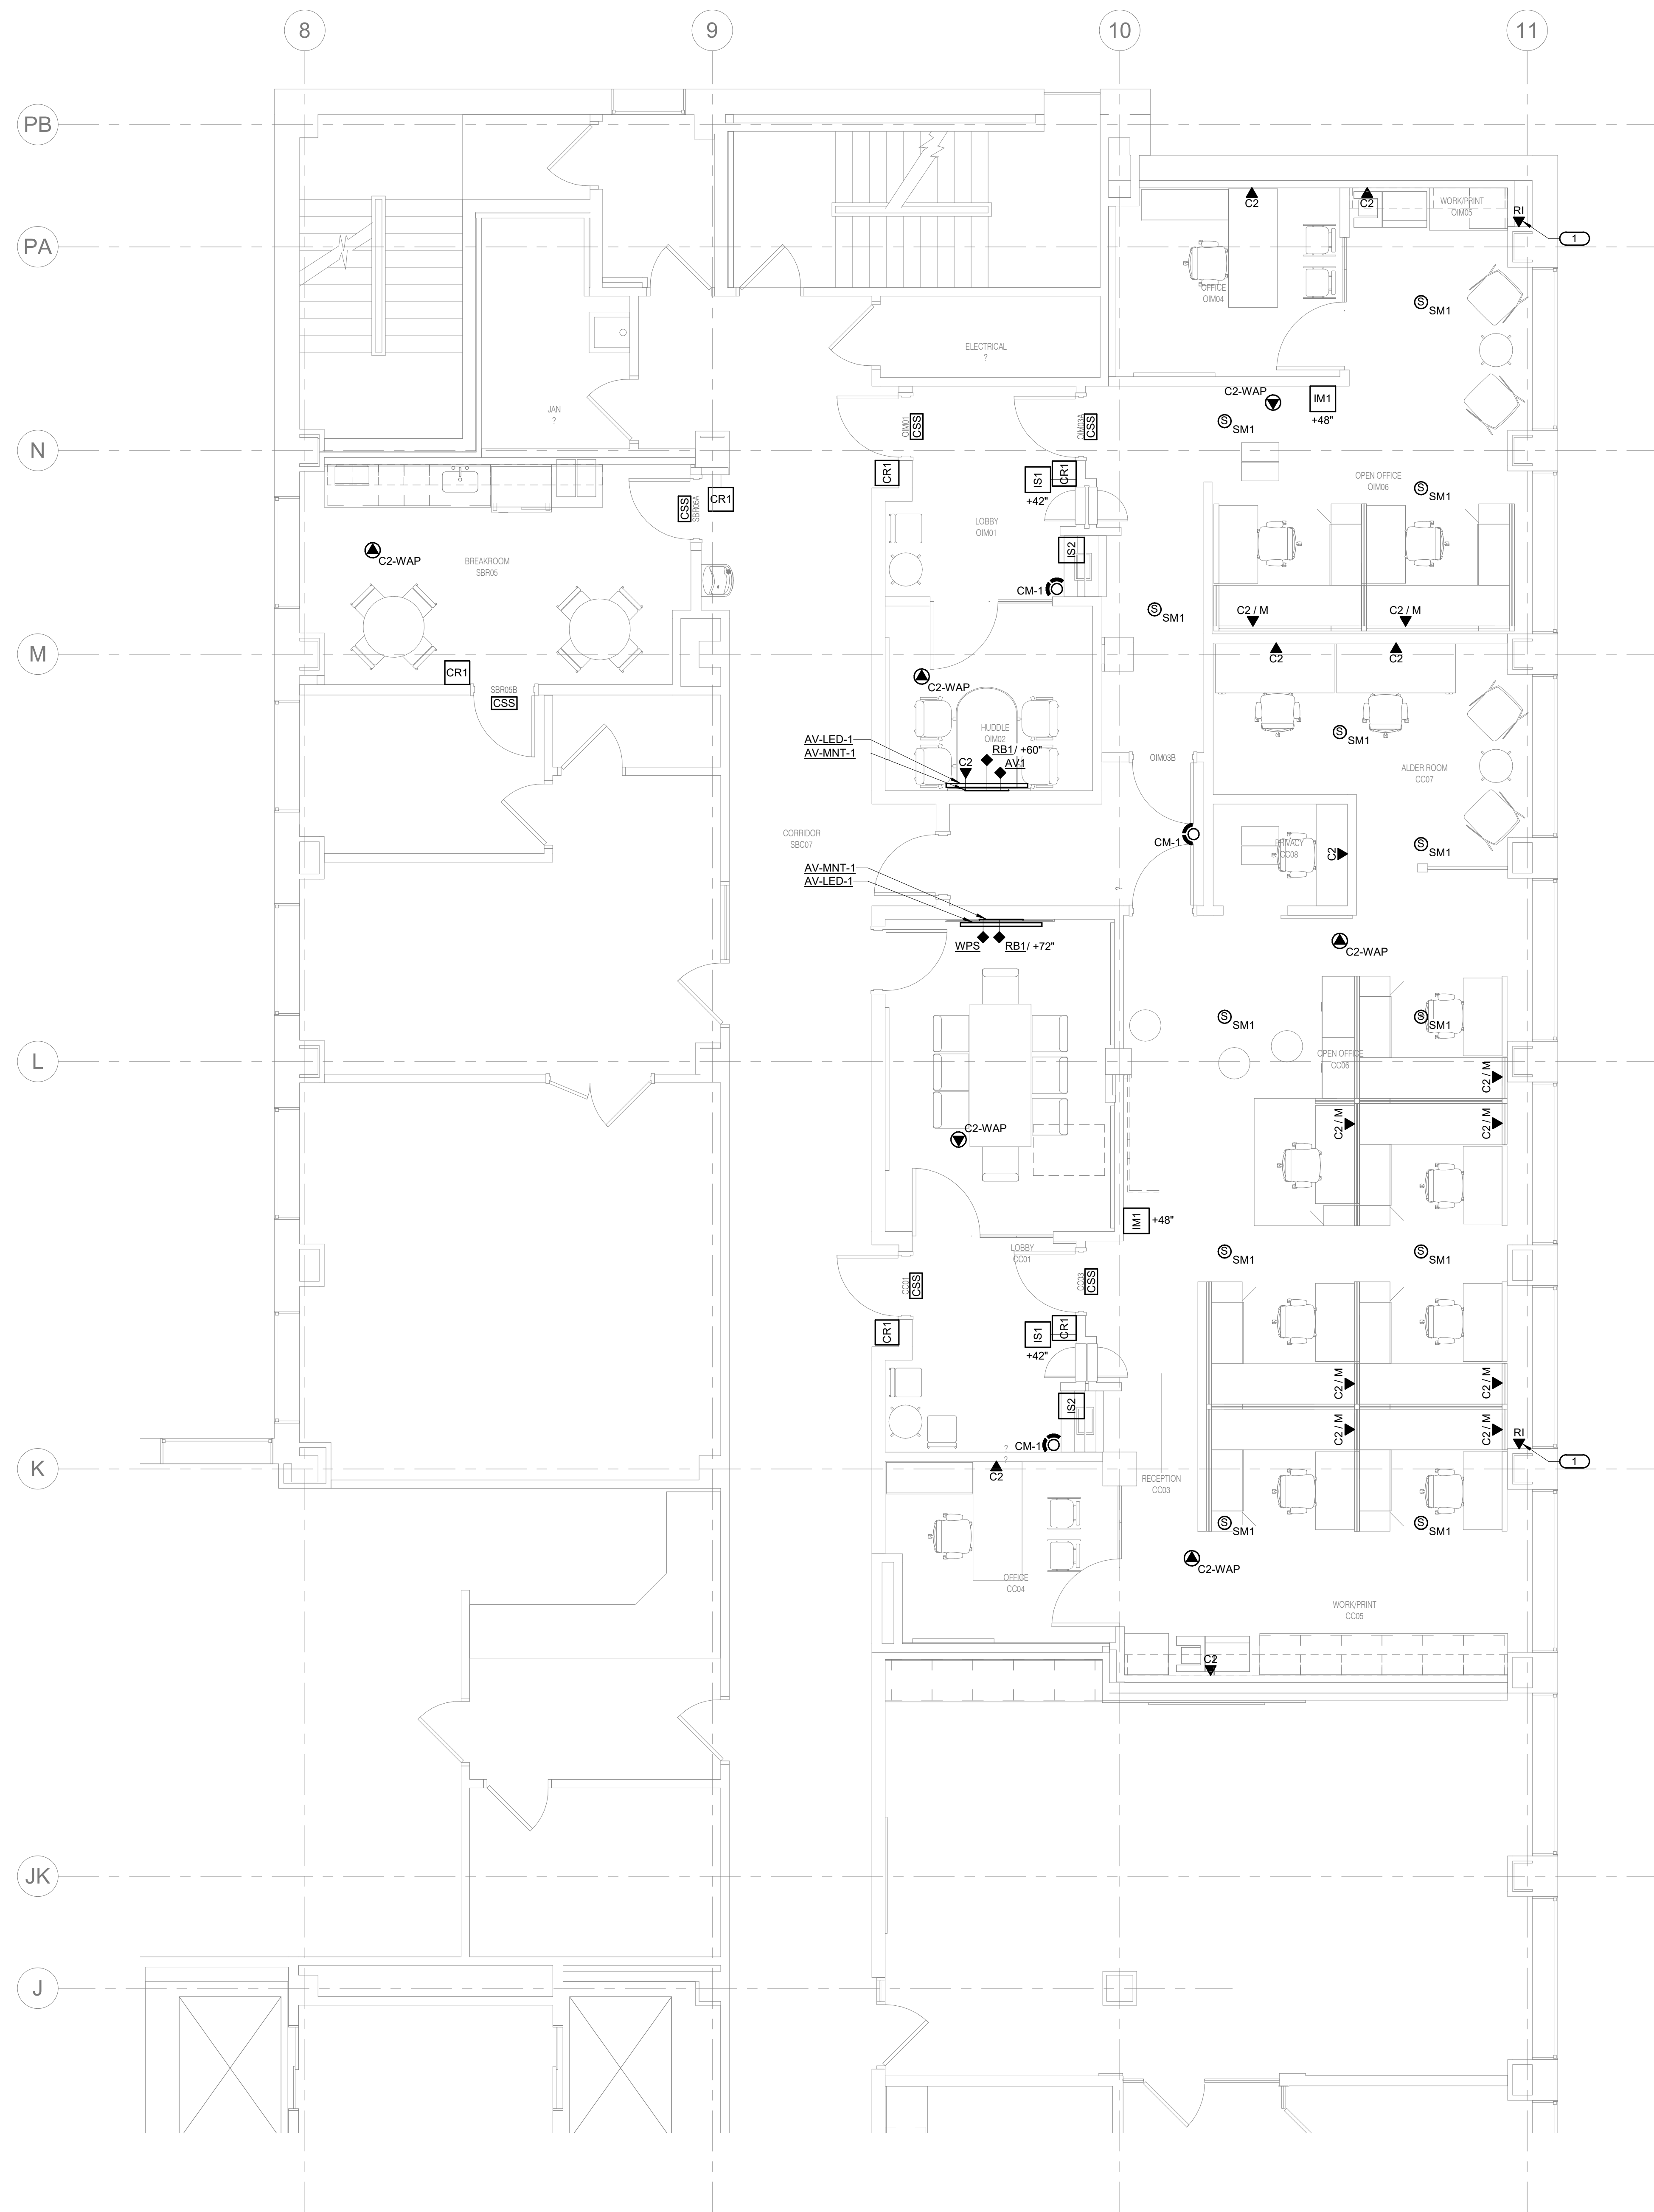 8
9
10
11
PB
C2
C2
WORK/PRINT
OIM05
RI
1
PA
OFFICE
OIM04
SM1
ELECTRICAL
?
JAN
?
C2-WAP
IM1
+48"
SM1
OIM01
CSS
OIM03A
CSS
N
CR1
IS1
CR1
+42"
OPEN OFFICE
OIM06
SM1
CSS
SBR05A
CR1
LOBBY
OIM01
IS2
C2-WAP
BREAKROOM
SBR05
CM-1
SM1
C2 / M
C2 / M
M
C2
C2
CR1
SBR05B
CSS
C2-WAP
HUDDLE
OIM02
AV-LED-1
AV-MNT-1
C2
RB1/ +60"
AV1
SM1
OIM03B
ALDER ROOM
CC07
CORRIDOR
SBC07
CM-1
PRIVACY
CC08
C2
SM1
AV-MNT-1
AV-LED-1
WPS
RB1/ +72"
C2-WAP
SM1
SM1
L
OPEN OFFICE
CC06
C2 / M
C2 / M
C2 / M
C2-WAP
IM1
+48"
LOBBY
CC01
SM1
SM1
CC01
CSS
CC03
CSS
CR1
IS1
CR1
+42"
C2 / M
C2 / M
IS2
C2 / M
C2 / M
RI
1
CM-1
?
?
K
C2
RECEPTION
CC03
SM1
SM1
C2-WAP
OFFICE
CC04
WORK/PRINT
CC05
C2
JK
J